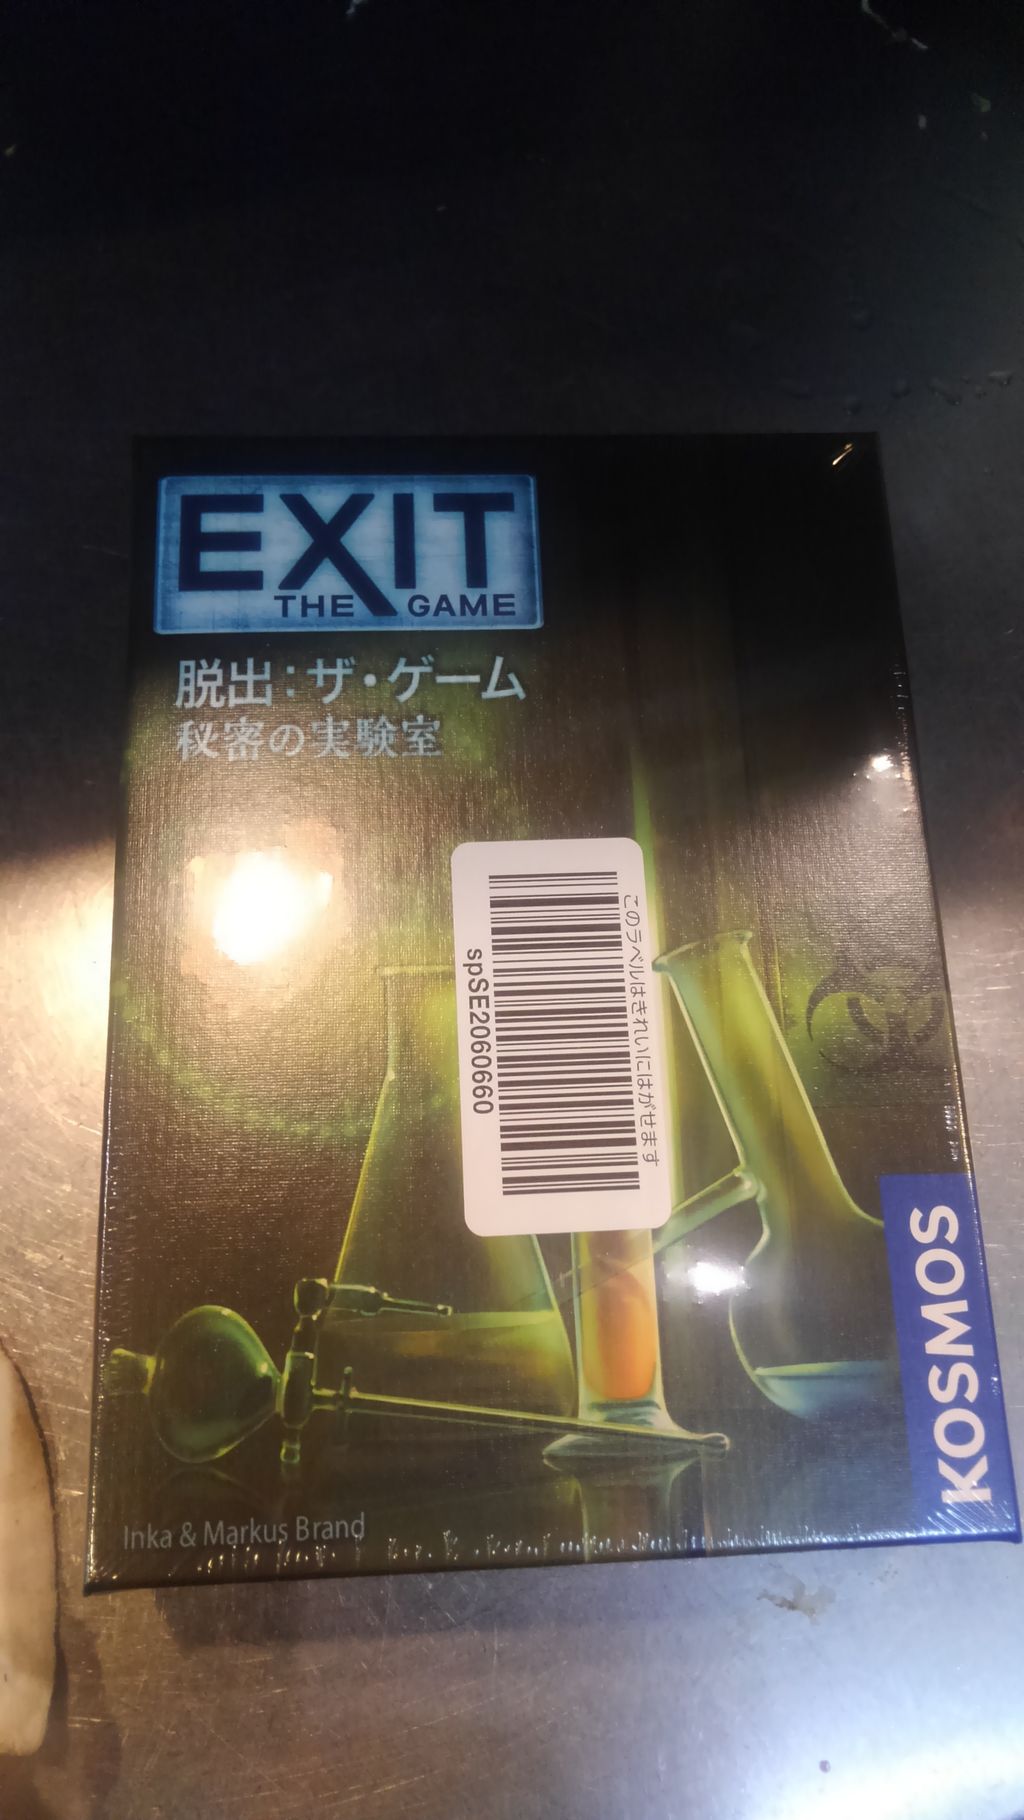 EXIT
THE GAME
脱出:ザ・ゲーム
秘密の実験室
このラベルはきれいにはがせます
spSE2060660
KOSMOS
Inka & Markus Brand